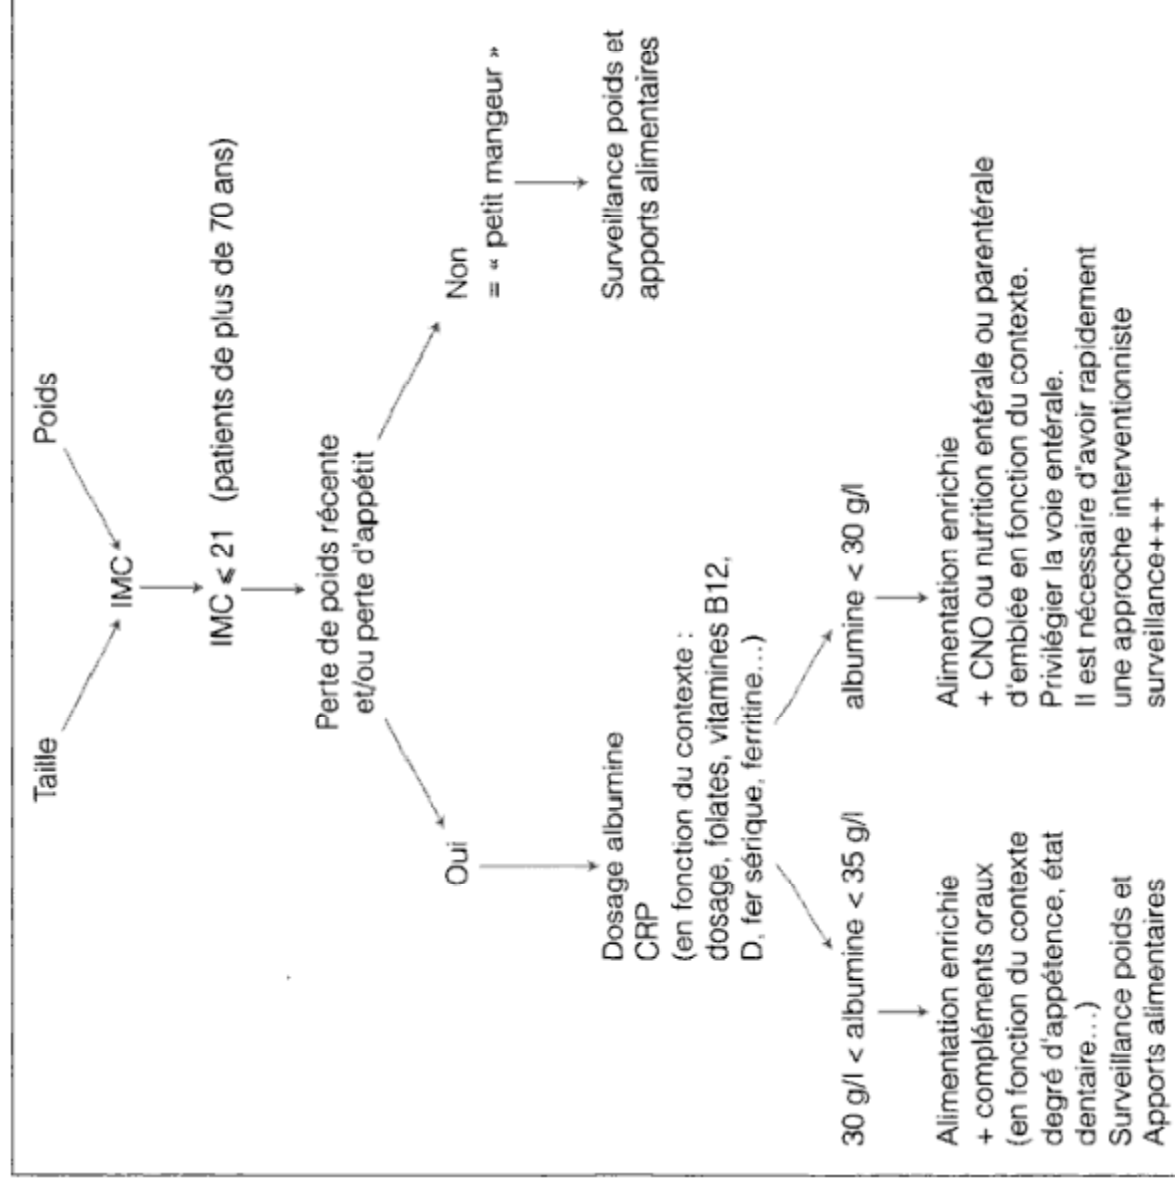 Taille
Poids
IMC
IMC ⩽ 21 (patients de plus de 70 ans)
Perte de poids récente
et/ou perte d'appétit
Oui
Non
= « petit mangeur »
Dosage albumine
CRP
(en fonction du contexte :
dosage, folates, vitamines B12,
D, fer sérique, ferritine...)
Surveillance poids et
apports alimentaires
30 g/l < albumine < 35 g/l
albumine < 30 g/l
Alimentation enrichie
+ compléments oraux
(en fonction du contexte
degré d'appétence, état
dentaire...)
Surveillance poids et
Apports alimentaires
Alimentation enrichie
+ CNO ou nutrition entérale ou parentérale
d'emblée en fonction du contexte.
Privilégier la voie entérale.
Il est nécessaire d'avoir rapidement
une approche interventionniste
surveillance+++